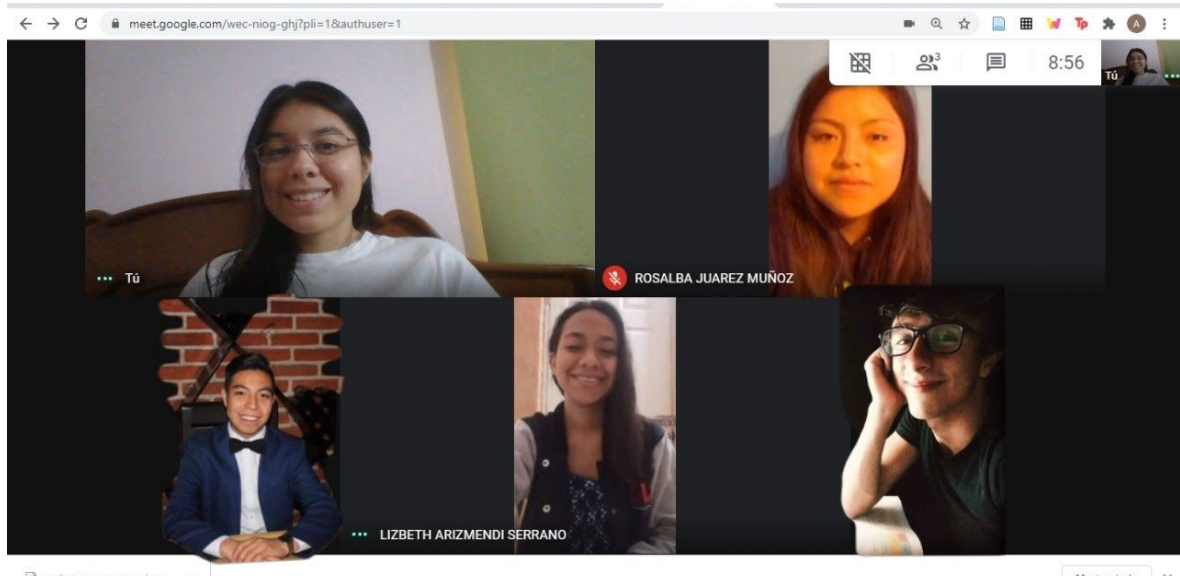 meet.google.com/wec-niog-ghj?pli=1&authuser=1
A
3
8:56
Tú
Tú
ROSALBA JUAREZ MUÑOZ
LIZBETH ARIZMENDI SERRANO